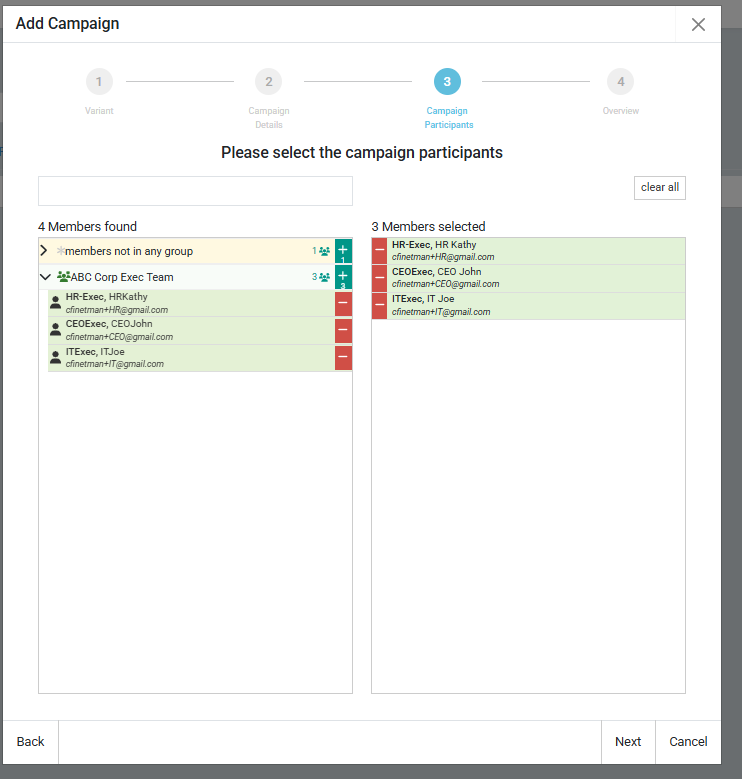 Add Campaign
1
2
3
4
Variant
Campaign
Details
Campaign
Participants
Overview
Please select the campaign participants
clear all
4 Members found
3 Members selected
members not in any group
1
1
ABC Corp Exec Team
3
3
HR-Exec, HRKathy
cfinetman+HR@gmail.com
CEOExec, CEOJohn
cfinetman+CEO@gmail.com
ITExec, ITJoe
cfinetman+IT@gmail.com
HR-Exec, HR Kathy
cfinetman+HR@gmail.com
CEOExec, CEO John
cfinetman+CEO@gmail.com
ITExec, IT Joe
cfinetman+IT@gmail.com
Back
Next
Cancel